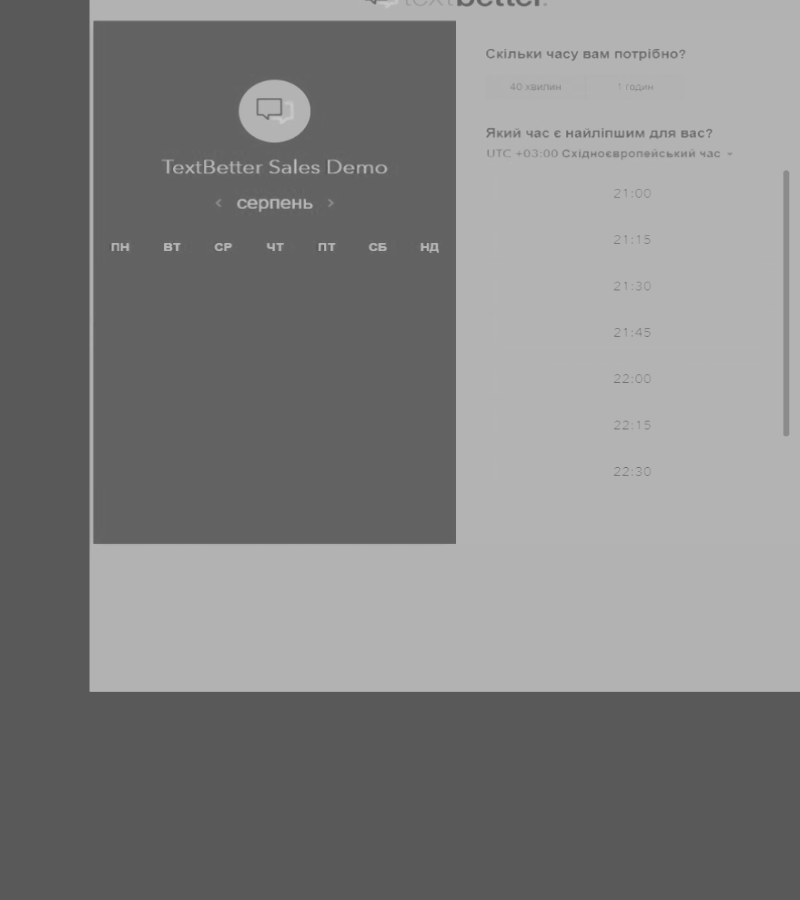 textbetter.
TextBetter Sales Demo
‹ серпень ›
ПН ВТ СР ЧТ ПТ СБ НД
Скільки часу вам потрібно?
40 хвилин 1 годин
Який час є найліпшим для вас?
UTC +03:00 Східноєвропейський час
21:00
21:15
21:30
21:45
22:00
22:15
22:30